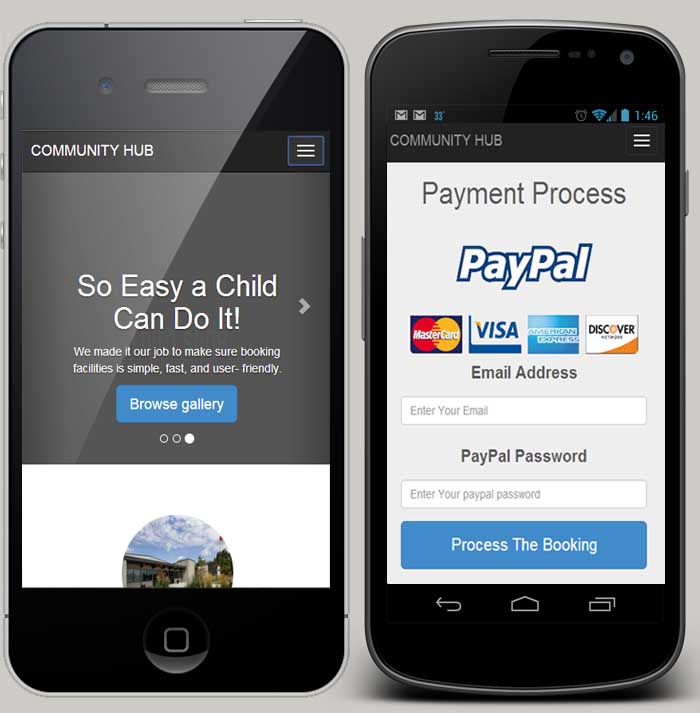 COMMUNITY HUB
So Easy a Child
Can Do It!
We made it our job to make sure booking
facilities is simple, fast, and user- friendly.
Browse gallery
33°
1:46
COMMUNITY HUB
Payment Process
PayPal
MasterCard
VISA
AMERICAN
EXPRESS
DISCOVER
NETWORK
Email Address
Enter Your Email
PayPal Password
Enter Your paypal password
Process The Booking